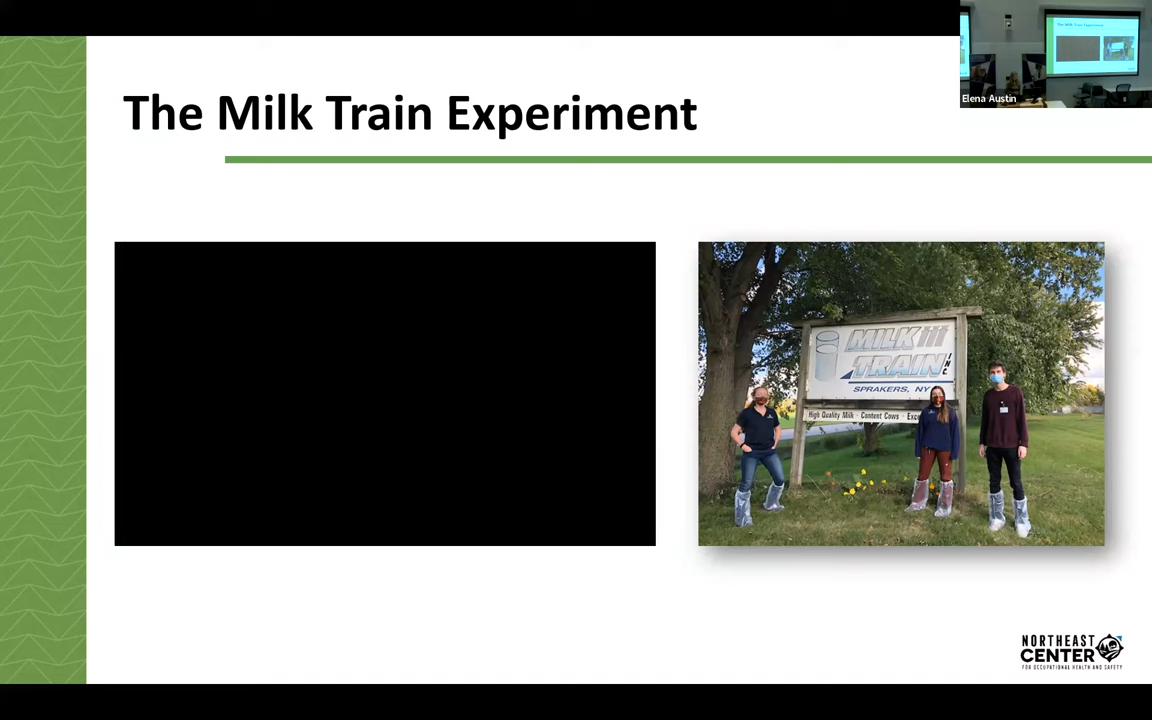 The Milk Train Experiment
Elena Austin
MILK
TRAIN INC
SPRAKERS, NY
High Quality Milk · Content Cows ·
NORTHEAST
CENTER
FOR OCCUPATIONAL HEALTH AND SAFETY